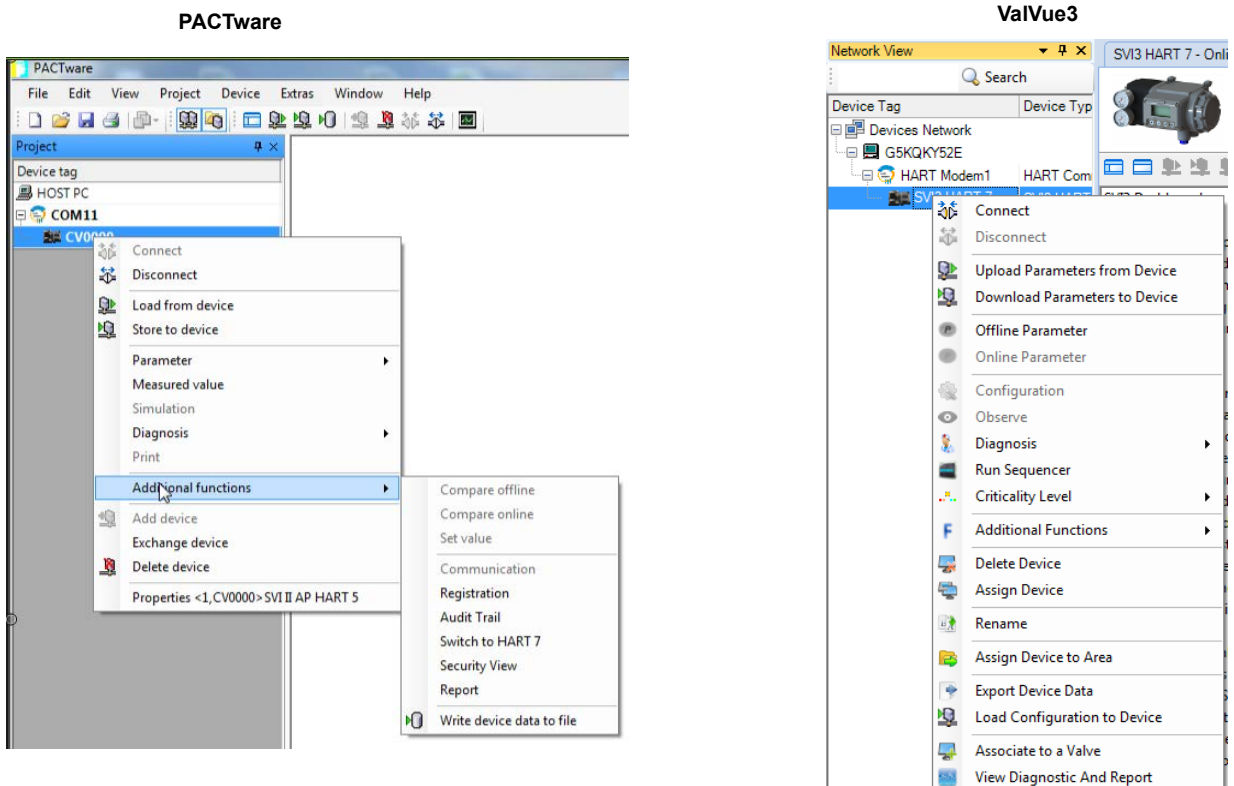 PACTware
PACTware
File Edit View Project Device Extras Window Help
Project
Device tag
HOST PC
COM11
CV0000
Connect
Disconnect
Load from device
Store to device
Parameter
Measured value
Simulation
Diagnosis
Print
Additional functions
Add device
Exchange device
Delete device
Properties <1,CV0000>SVI II AP HART 5
Compare offline
Compare online
Set value
Communication
Registration
Audit Trail
Switch to HART 7
Security View
Report
Write device data to file
ValVue3
Network View
SVI3 HART 7 - Onli
Search
Device Tag Device Typ
Devices Network
G5KQKY52E
HART Modem1 HART Com
Connect
Disconnect
Upload Parameters from Device
Download Parameters to Device
Offline Parameter
Online Parameter
Configuration
Observe
Diagnosis
Run Sequencer
Criticality Level
F Additional Functions
Delete Device
Assign Device
Rename
Assign Device to Area
Export Device Data
Load Configuration to Device
Associate to a Valve
View Diagnostic And Report